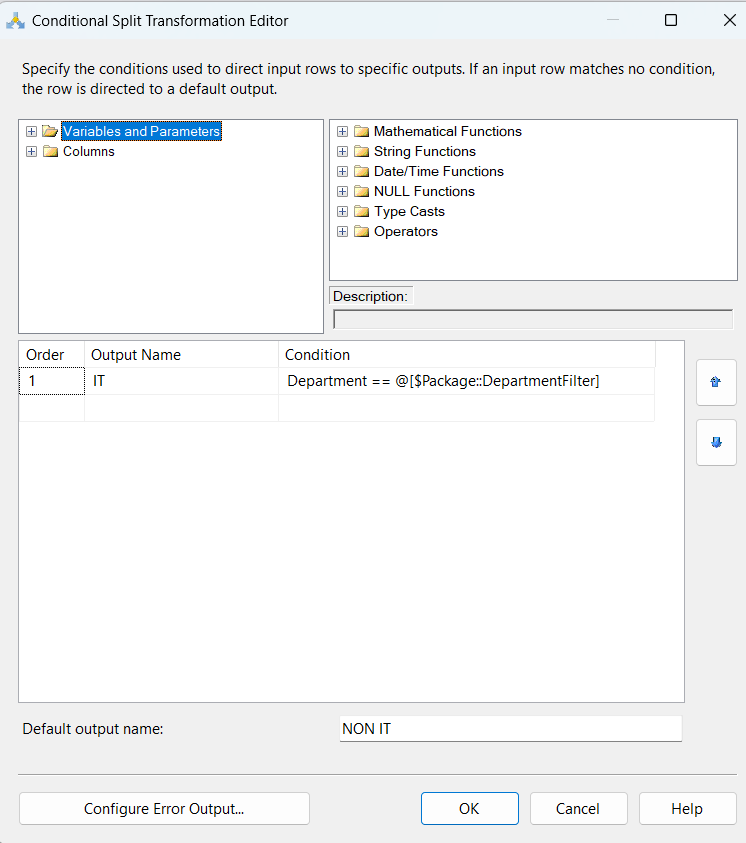 Conditional Split Transformation Editor
Specify the conditions used to direct input rows to specific outputs. If an input row matches no condition,
the row is directed to a default output.
Variables and Parameters
Columns
Mathematical Functions
String Functions
Date/Time Functions
NULL Functions
Type Casts
Operators
Description:
Order Output Name Condition
1 IT Department == @[$Package::DepartmentFilter]
Default output name: NON IT
Configure Error Output... OK Cancel Help